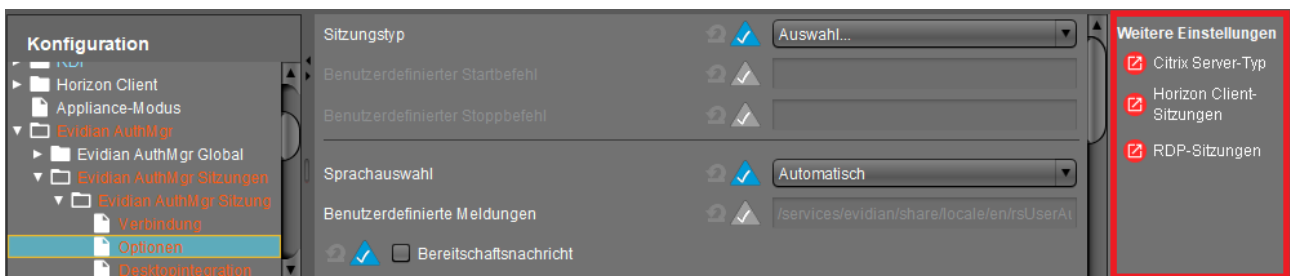 Konfiguration
RDP
Horizon Client
Appliance-Modus
Evidian AuthMgr
Evidian AuthMgr Global
Evidian AuthMgr Sitzungen
Evidian AuthMgr Sitzung
Verbindung
Optionen
Desktopintegration
Sitzungstyp
Auswahl...
Benutzerdefinierter Startbefehl
Benutzerdefinierter Stoppbefehl
Sprachauswahl
Automatisch
Benutzerdefinierte Meldungen
/services/evidian/share/locale/en/rsUserAu
Bereitschaftsnachricht
Weitere Einstellungen
Citrix Server-Typ
Horizon Client-
Sitzungen
RDP-Sitzungen